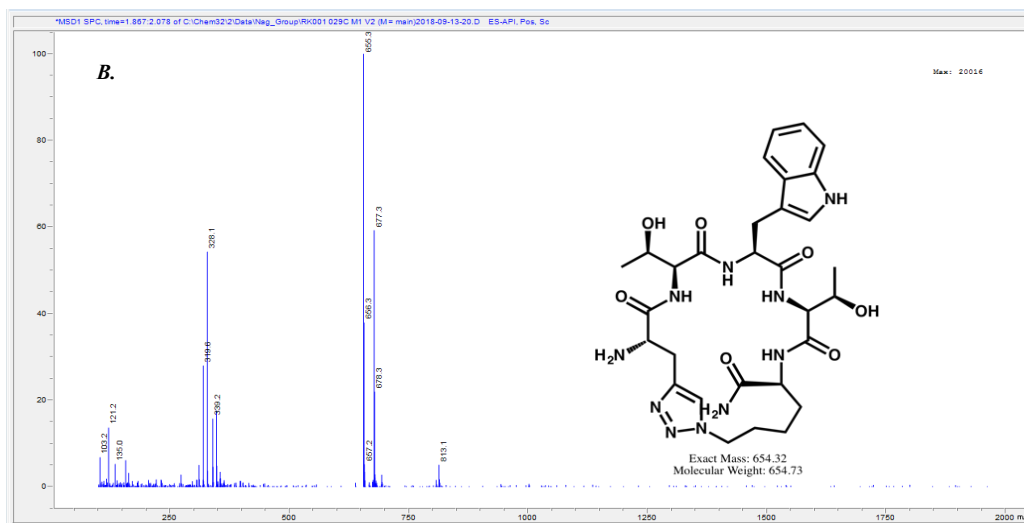 *MSD1 SPC, time=1.867:2.078 of C:\Chem32\2\Data\Nag_Group\RK001 029C M1 V2 (M= main)2018-09-13-20.D ES-API, Pos, Sc
B.
Max: 20016
100
80
60
40
20
0
103.2
121.2
135.0
319.6
328.1
339.2
655.3
656.3
657.2
677.3
678.3
813.1
250
500
750
1000
1250
1500
1750
2000 m
NH
OH
O
N
H
O
O
NH
HN
OH
H2N
O
HN
O
N
N
N
H2N
Exact Mass: 654.32
Molecular Weight: 654.73